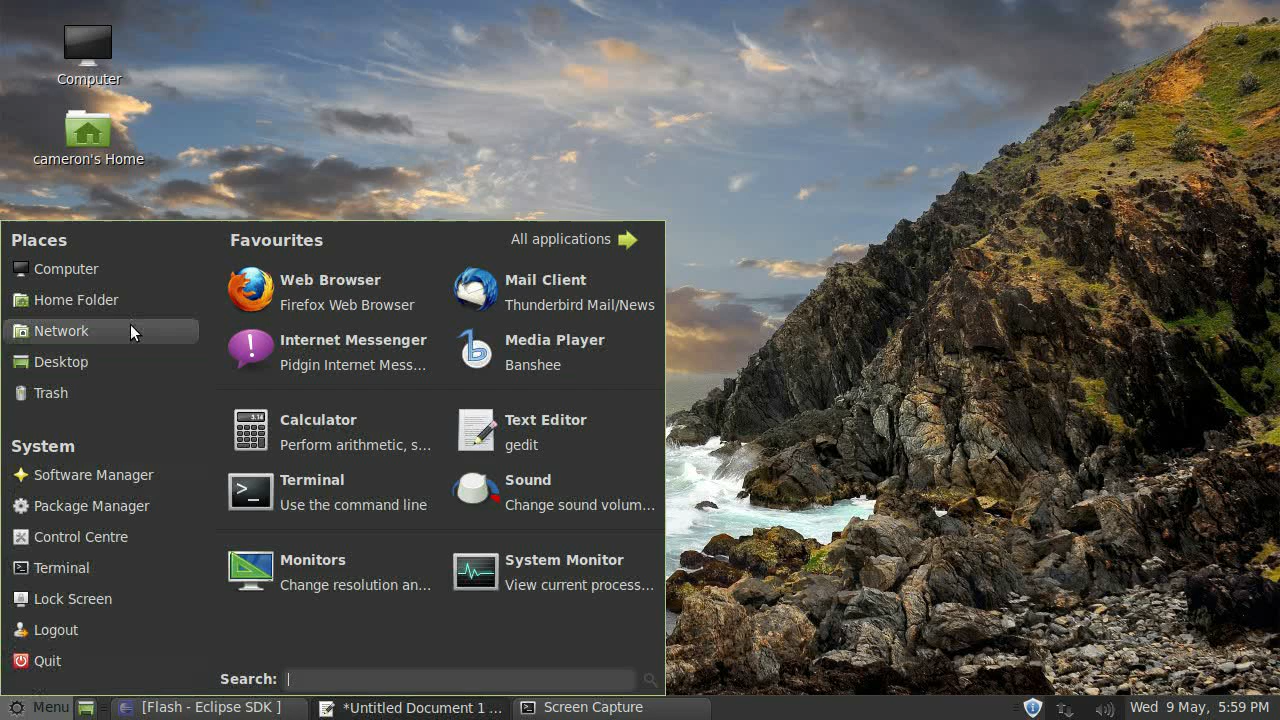 Computer
cameron's Home
Places
Computer
Home Folder
Network
Desktop
Trash
System
Software Manager
Package Manager
Control Centre
Terminal
Lock Screen
Logout
Quit
Favourites
All applications
Web Browser
Firefox Web Browser
Mail Client
Thunderbird Mail/News
Internet Messenger
Pidgin Internet Mess...
Media Player
Banshee
3.14
Calculator
Perform arithmetic, s...
Text Editor
gedit
Terminal
Use the command line
Sound
Change sound volum...
Monitors
Change resolution an...
System Monitor
View current process...
Search:
Menu
[Flash - Eclipse SDK ]
*Untitled Document 1 ...
Screen Capture
Wed 9 May, 5:59 PM